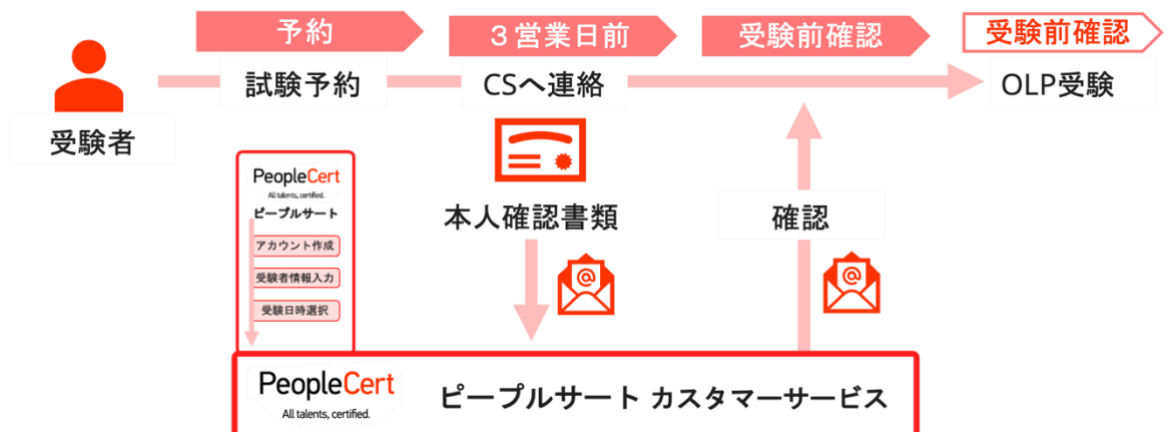 予約
３営業日前
受験前確認
受験前確認
試験予約
CSへ連絡
OLP受験
受験者
PeopleCert
All talents, certified.
ピープルサート
アカウント作成
受験者情報入力
受験日時選択
本人確認書類
@
確認
@
PeopleCert
All talents, certified.
ピープルサート カスタマーサービス